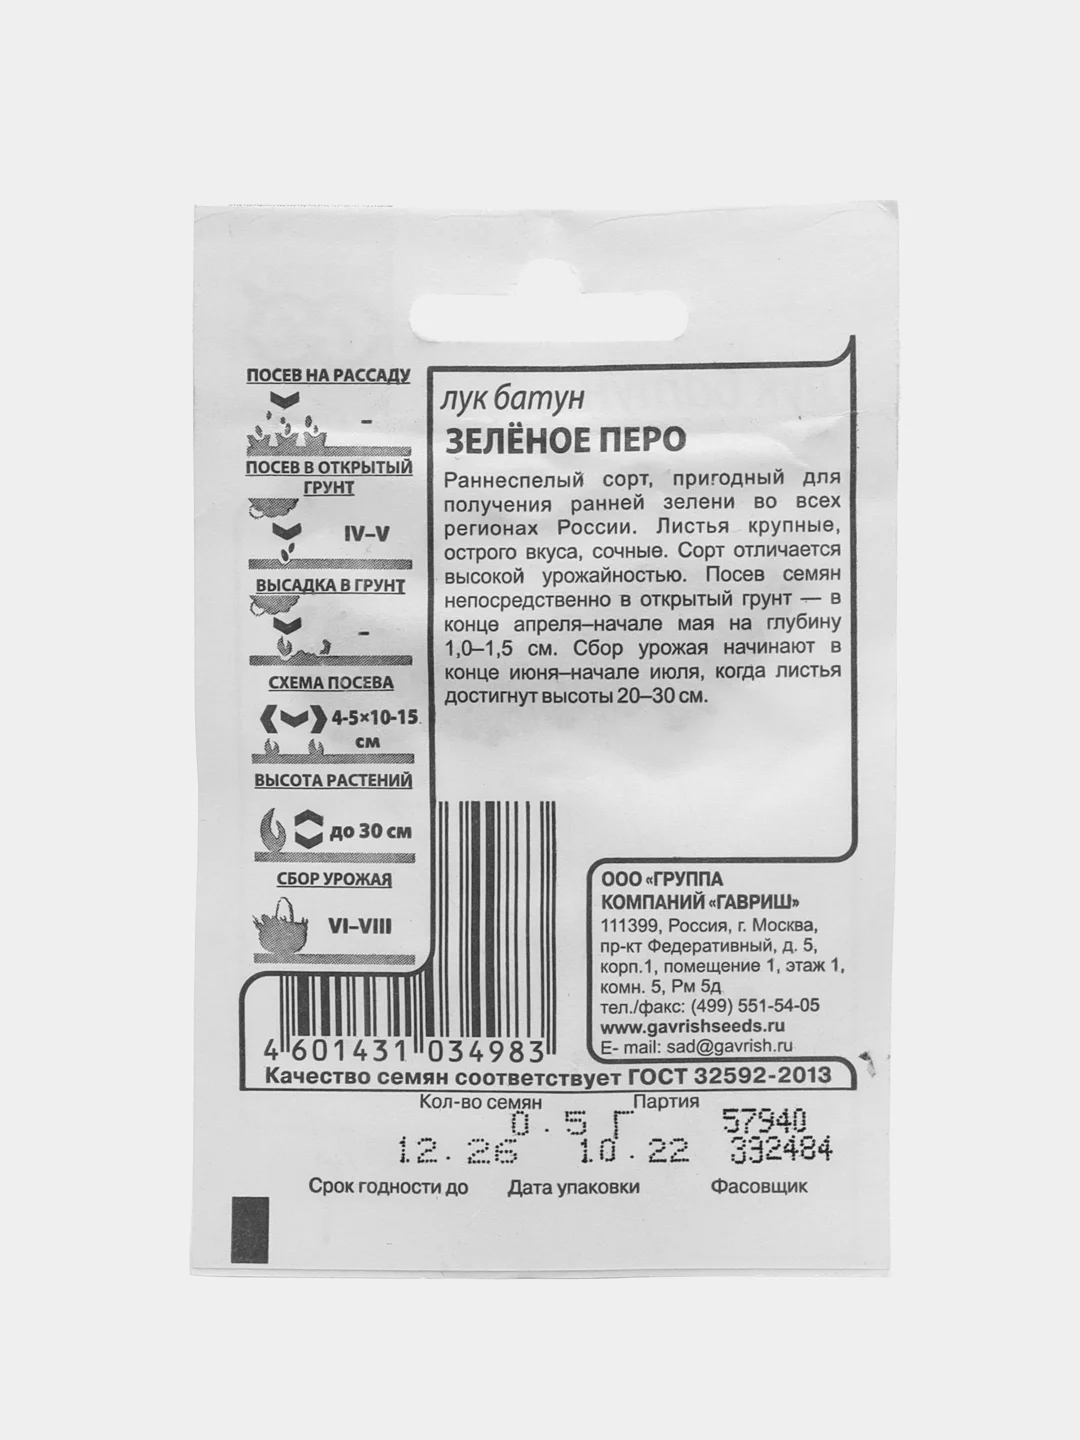 ПОСЕВ НА РАССАДУ
–
ПОСЕВ В ОТКРЫТЫЙ
ГРУНТ
IV–V
ВЫСАДКА В ГРУНТ
–
СХЕМА ПОСЕВА
4-5×10-15
см
ВЫСОТА РАСТЕНИЙ
до 30 см
СБОР УРОЖАЯ
VI–VIII
лук батун
ЗЕЛЁНОЕ ПЕРО
Раннеспелый сорт, пригодный для
получения ранней зелени во всех
регионах России. Листья крупные,
острого вкуса, сочные. Сорт отличается
высокой урожайностью. Посев семян
непосредственно в открытый грунт — в
конце апреля–начале мая на глубину
1,0–1,5 см. Сбор урожая начинают в
конце июня–начале июля, когда листья
достигнут высоты 20–30 см.
ООО «ГРУППА
КОМПАНИЙ «ГАВРИШ»
111399, Россия, г. Москва,
пр-кт Федеративный, д. 5,
корп.1, помещение 1, этаж 1,
комн. 5, Рм 5д
тел./факс: (499) 551-54-05
www.gavrishseeds.ru
E- mail: sad@gavrish.ru
4 601431 034983
Качество семян соответствует ГОСТ 32592-2013
Кол-во семян Партия
0.5 Г 57940
12.26 10.22 392484
Срок годности до Дата упаковки Фасовщик